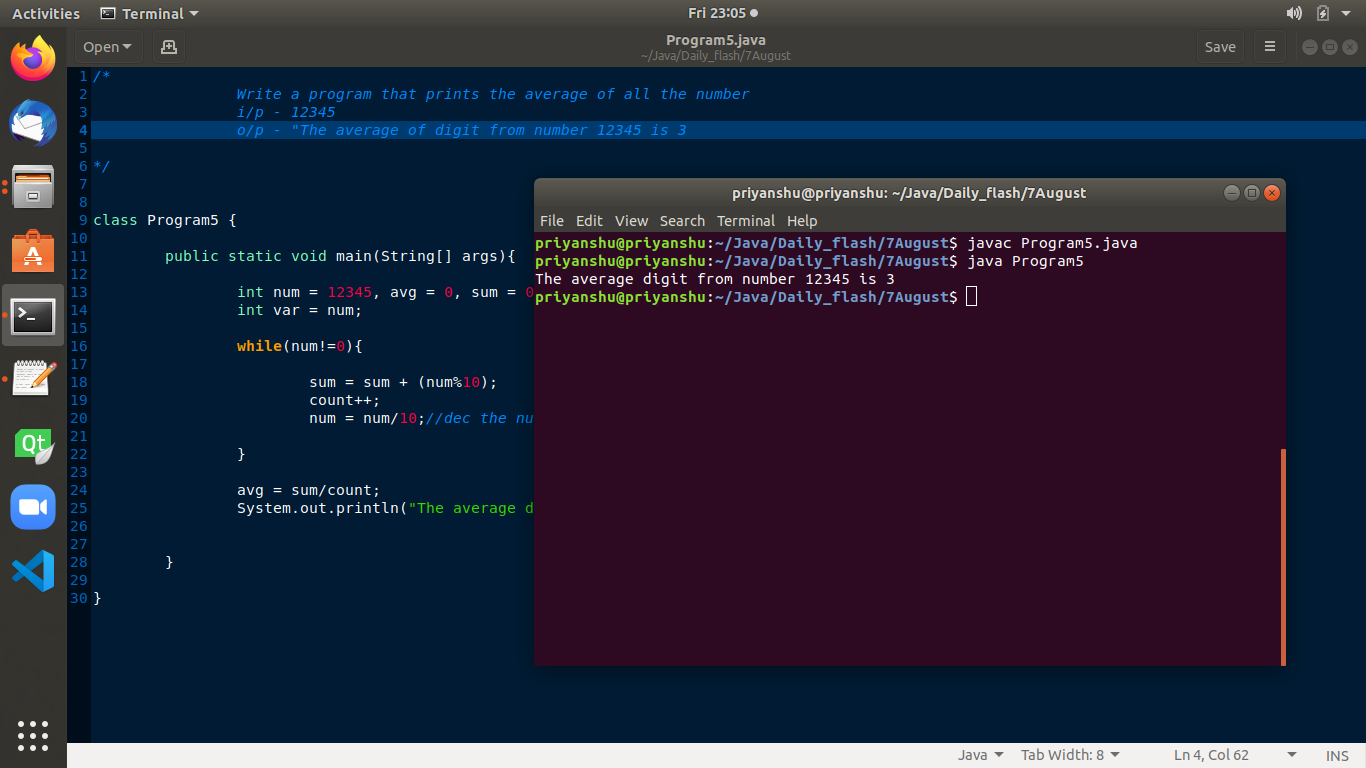 Activities Terminal Fri 23:05
Open Program5.java Save
~/Java/Daily_flash/7August
1 /*
2 Write a program that prints the average of all the number
3 i/p - 12345
4 o/p - "The average of digit from number 12345 is 3
5
6 */
7
8
9 class Program5 {
10
11 public static void main(String[] args){
12
13 int num = 12345, avg = 0, sum = 0
14 int var = num;
15
16 while(num!=0){
17
18 sum = sum + (num%10);
19 count++;
20 num = num/10;//dec the nu
21
22 }
23
24 avg = sum/count;
25 System.out.println("The average d
26
27
28 }
29
30 }
priyanshu@priyanshu: ~/Java/Daily_flash/7August
File Edit View Search Terminal Help
priyanshu@priyanshu:~/Java/Daily_flash/7August$ javac Program5.java
priyanshu@priyanshu:~/Java/Daily_flash/7August$ java Program5
The average digit from number 12345 is 3
priyanshu@priyanshu:~/Java/Daily_flash/7August$
Qt
Java Tab Width: 8 Ln 4, Col 62 INS